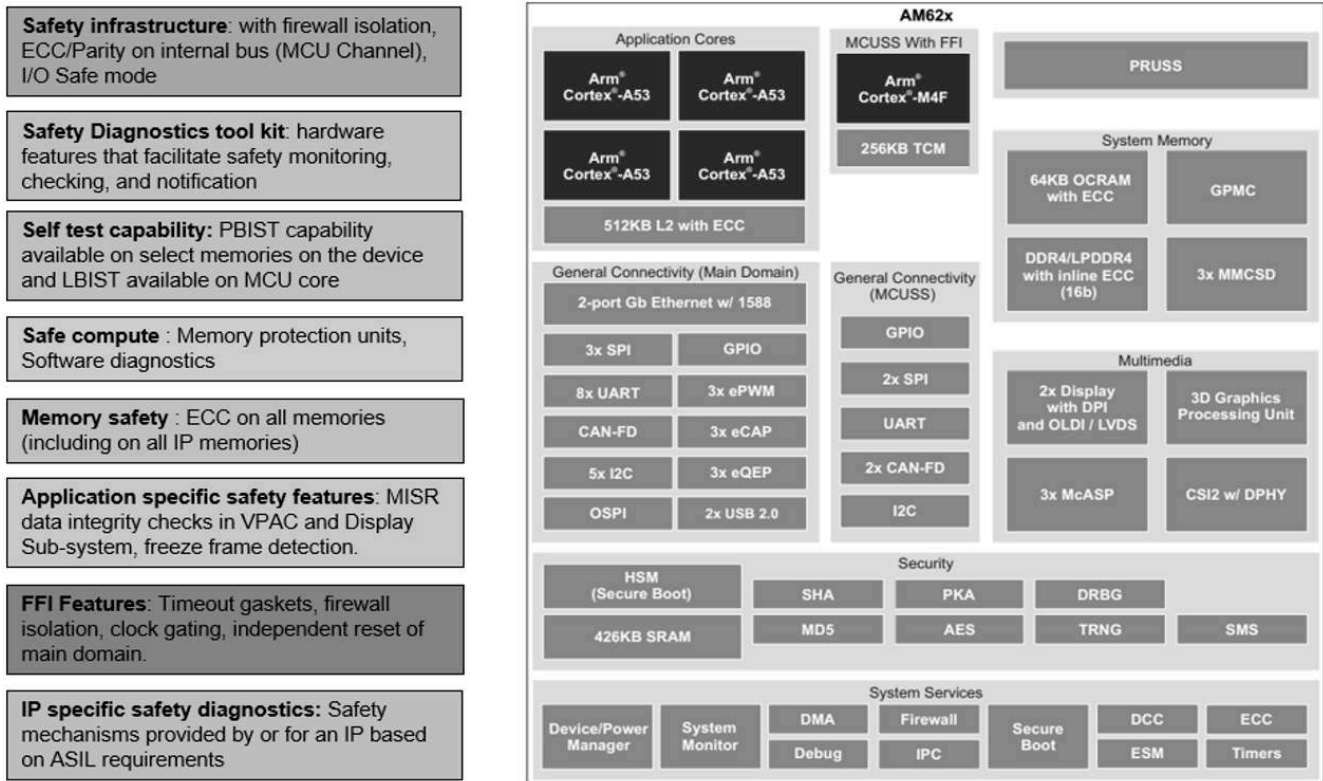 Safety infrastructure: with firewall isolation,
ECC/Parity on internal bus (MCU Channel),
I/O Safe mode
Safety Diagnostics tool kit: hardware
features that facilitate safety monitoring,
checking, and notification
Self test capability: PBIST capability
available on select memories on the device
and LBIST available on MCU core
Safe compute : Memory protection units,
Software diagnostics
Memory safety : ECC on all memories
(including on all IP memories)
Application specific safety features: MISR
data integrity checks in VPAC and Display
Sub-system, freeze frame detection.
FFI Features: Timeout gaskets, firewall
isolation, clock gating, independent reset of
main domain.
IP specific safety diagnostics: Safety
mechanisms provided by or for an IP based
on ASIL requirements
AM62x
Application Cores
Arm®
Cortex®-A53
Arm®
Cortex®-A53
Arm®
Cortex®-A53
Arm®
Cortex®-A53
512KB L2 with ECC
MCUSS With FFI
Arm®
Cortex®-M4F
256KB TCM
PRUSS
System Memory
64KB OCRAM
with ECC
GPMC
DDR4/LPDDR4
with inline ECC
(16b)
3x MMCSD
General Connectivity (Main Domain)
2-port Gb Ethernet w/ 1588
3x SPI
GPIO
8x UART
3x ePWM
CAN-FD
3x eCAP
5x I2C
3x eQEP
OSPI
2x USB 2.0
General Connectivity
(MCUSS)
GPIO
2x SPI
UART
2x CAN-FD
I2C
Multimedia
2x Display
with DPI
and OLDI / LVDS
3D Graphics
Processing Unit
3x McASP
CSI2 w/ DPHY
Security
HSM
(Secure Boot)
426KB SRAM
SHA
PKA
DRBG
MD5
AES
TRNG
SMS
System Services
Device/Power
Manager
System
Monitor
DMA
Debug
Firewall
IPC
Secure
Boot
DCC
ESM
ECC
Timers